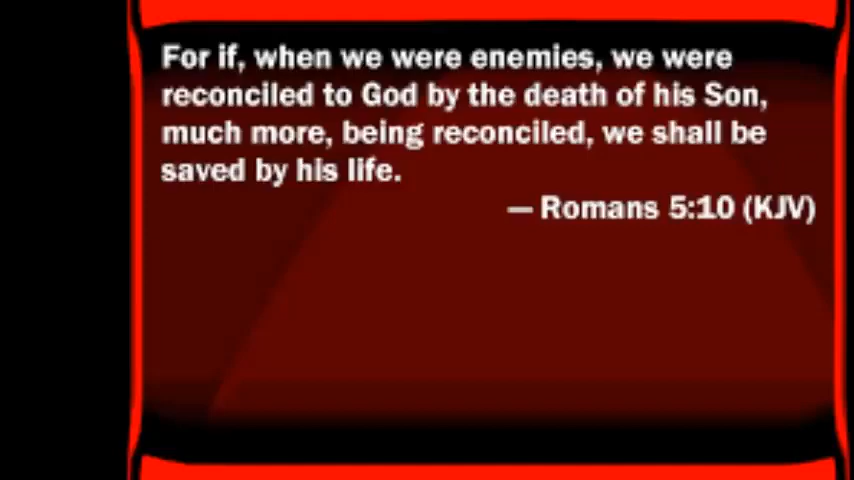 For if, when we were enemies, we were
reconciled to God by the death of his Son,
much more, being reconciled, we shall be
saved by his life.
— Romans 5:10 (KJV)